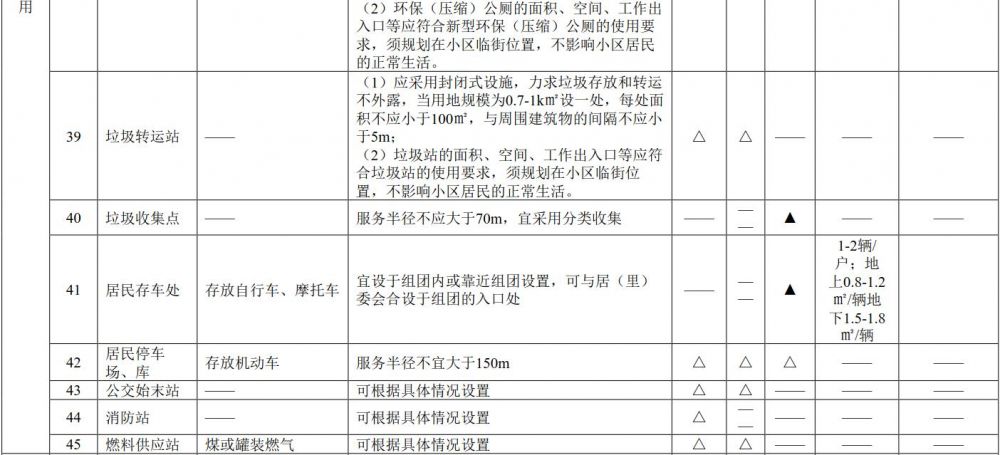 用
（2）环保（压缩）公厕的面积、空间、工作出
入口等应符合新型环保（压缩）公厕的使用要
求，须规划在小区临街位置，不影响小区居民
的正常生活。
39 垃圾转运站 ——
（1）应采用封闭式设施，力求垃圾存放和转运
不外露，当用地规模为0.7-1k㎡设一处，每处面
积不应小于100㎡，与周围建筑物的间隔不应小
于5m；
（2）垃圾站的面积、空间、工作出入口等应符
合垃圾站的使用要求，须规划在小区临街位
置，不影响小区居民的正常生活。
△ △ —— —— ——
40 垃圾收集点 —— 服务半径不应大于70m，宜采用分类收集 —— —— ▲ —— ——
41 居民存车处 存放自行车、摩托车
宜设于组团内或靠近组团设置，可与居（里）
委会合设于组团的入口处
—— —— ▲
1-2辆/
户；地
上0.8-1.2
㎡/辆地
下1.5-1.8
㎡/辆
42
居民停车
场、库
存放机动车 服务半径不宜大于150m △ △ △ —— ——
43 公交始末站 —— 可根据具体情况设置 △ △ —— —— ——
44 消防站 —— 可根据具体情况设置 △ —— —— —— ——
45 燃料供应站 煤或罐装燃气 可根据具体情况设置 △ △ —— —— ——